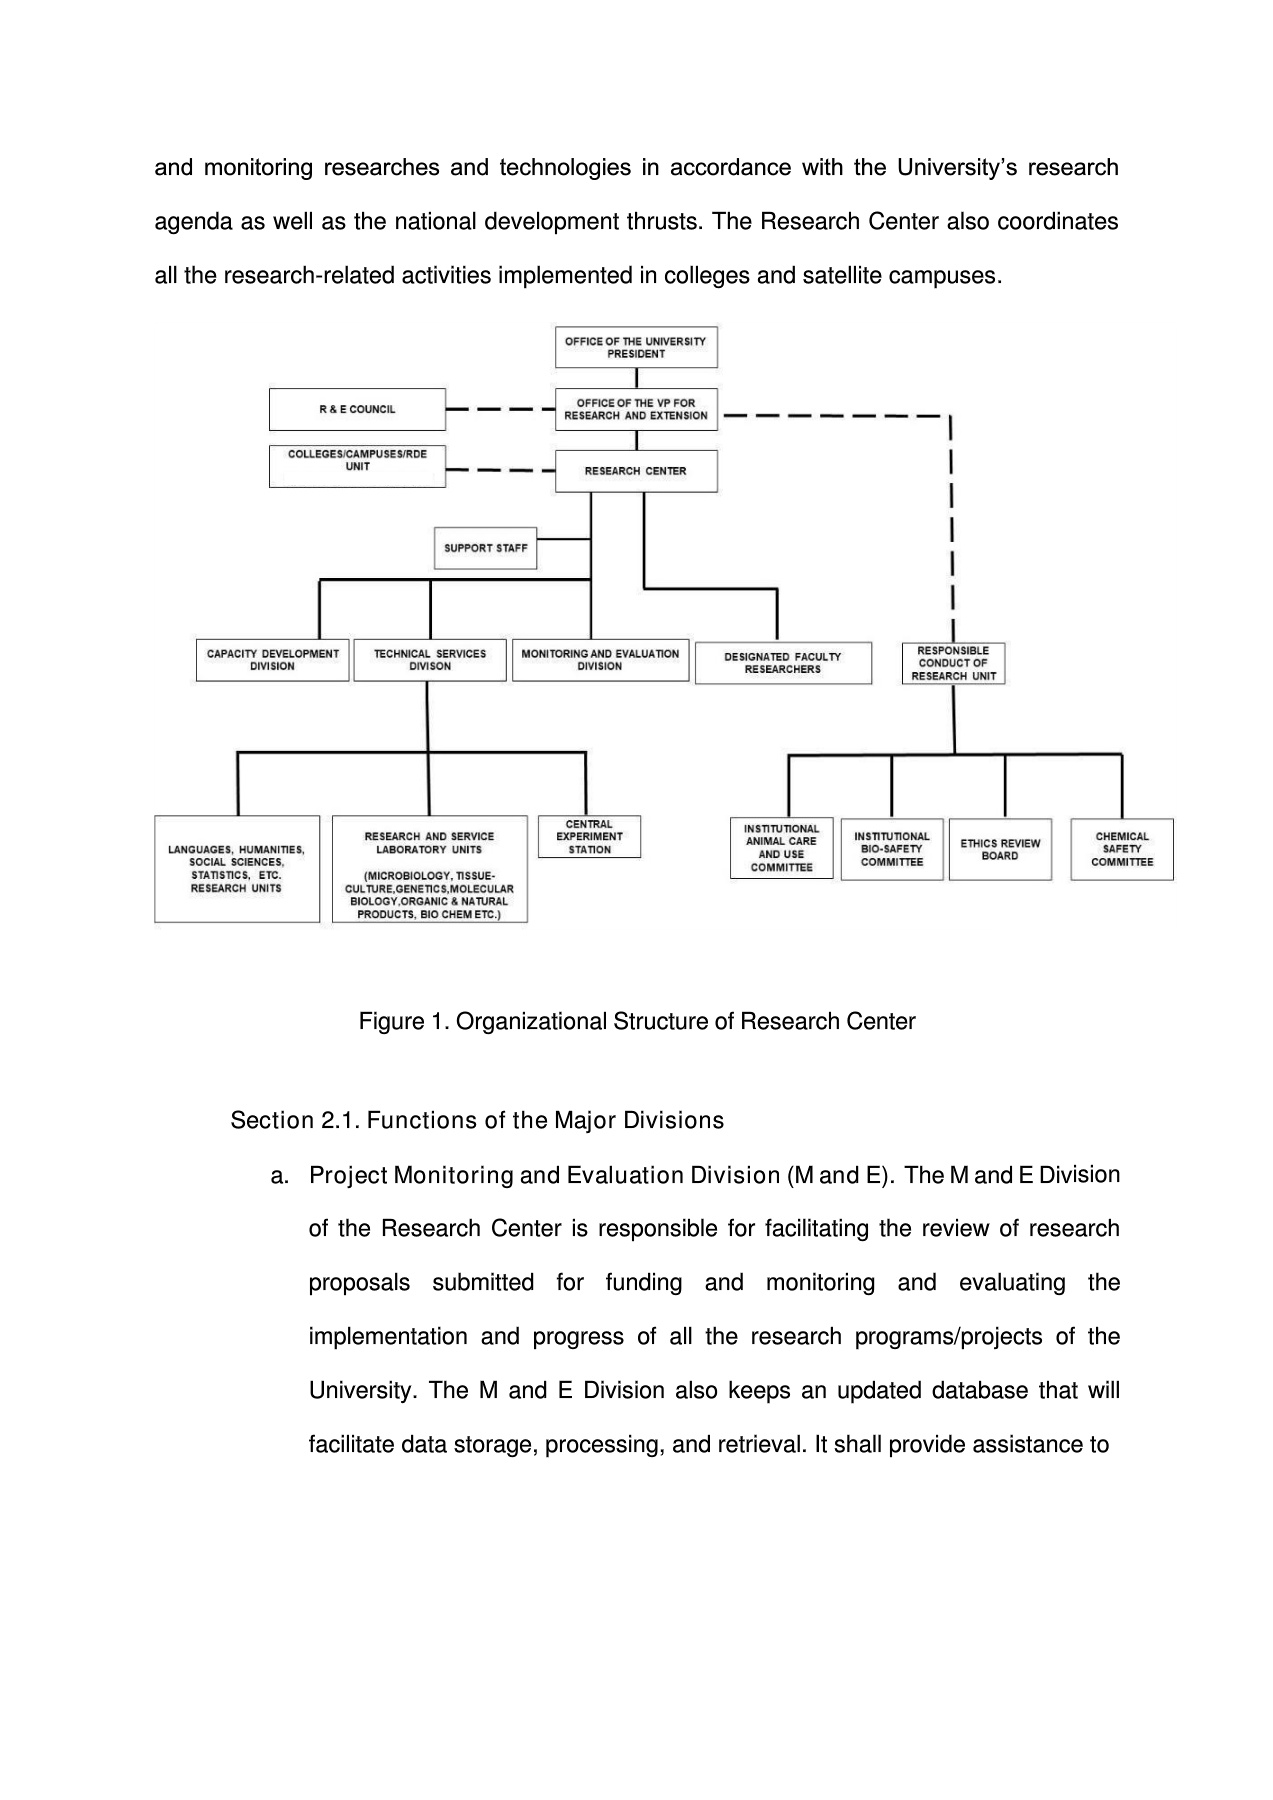 and monitoring researches and technologies in accordance with the University’s research
agenda as well as the national development thrusts. The Research Center also coordinates
all the research-related activities implemented in colleges and satellite campuses.
OFFICE OF THE UNIVERSITY
PRESIDENT
R & E COUNCIL
OFFICE OF THE VP FOR
RESEARCH AND EXTENSION
COLLEGES/CAMPUSES/RDE
UNIT
RESEARCH CENTER
SUPPORT STAFF
CAPACITY DEVELOPMENT
DIVISION
TECHNICAL SERVICES
DIVISON
MONITORING AND EVALUATION
DIVISION
DESIGNATED FACULTY
RESEARCHERS
RESPONSIBLE
CONDUCT OF
RESEARCH UNIT
LANGUAGES, HUMANITIES,
SOCIAL SCIENCES,
STATISTICS, ETC.
RESEARCH UNITS
RESEARCH AND SERVICE
LABORATORY UNITS
(MICROBIOLOGY, TISSUE-
CULTURE,GENETICS,MOLECULAR
BIOLOGY,ORGANIC & NATURAL
PRODUCTS, BIO CHEM ETC.)
CENTRAL
EXPERIMENT
STATION
INSTITUTIONAL
ANIMAL CARE
AND USE
COMMITTEE
INSTITUTIONAL
BIO-SAFETY
COMMITTEE
ETHICS REVIEW
BOARD
CHEMICAL
SAFETY
COMMITTEE
Figure 1. Organizational Structure of Research Center
Section 2.1. Functions of the Major Divisions
a. Project Monitoring and Evaluation Division (M and E). The M and E Division
of the Research Center is responsible for facilitating the review of research
proposals submitted for funding and monitoring and evaluating the
implementation and progress of all the research programs/projects of the
University. The M and E Division also keeps an updated database that will
facilitate data storage, processing, and retrieval. It shall provide assistance to